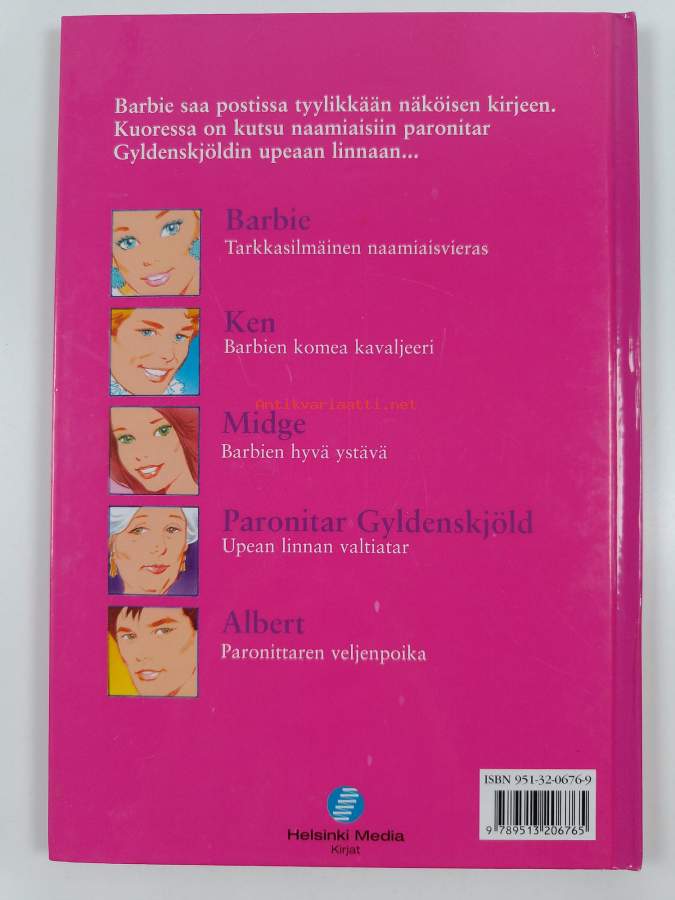 Barbie saa postissa tyylikkään näköisen kirjeen.
Kuoressa on kutsu naamiaisiin paronitar
Gyldenskjöldin upeaan linnaan...
Barbie
Tarkkasilmäinen naamiaisvieras
Ken
Barbien komea kavaljeeri
Antikvariaatti.net
Midge
Barbien hyvä ystävä
Paronitar Gyldenskjöld
Upean linnan valtiatar
Albert
Paronittaren veljenpoika
ISBN 951-32-0676-9
9 789513 206765
Helsinki Media
Kirjat